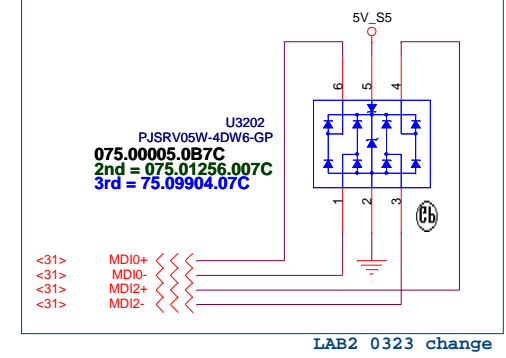 5V_S5
6
5
4
U3202
PJSRV05W-4DW6-GP
075.00005.0B7C
2nd = 075.01256.007C
3rd = 75.09904.07C
1
2
3
<31> MDI0+
<31> MDI0-
<31> MDI2+
<31> MDI2-
LAB2 0323 change